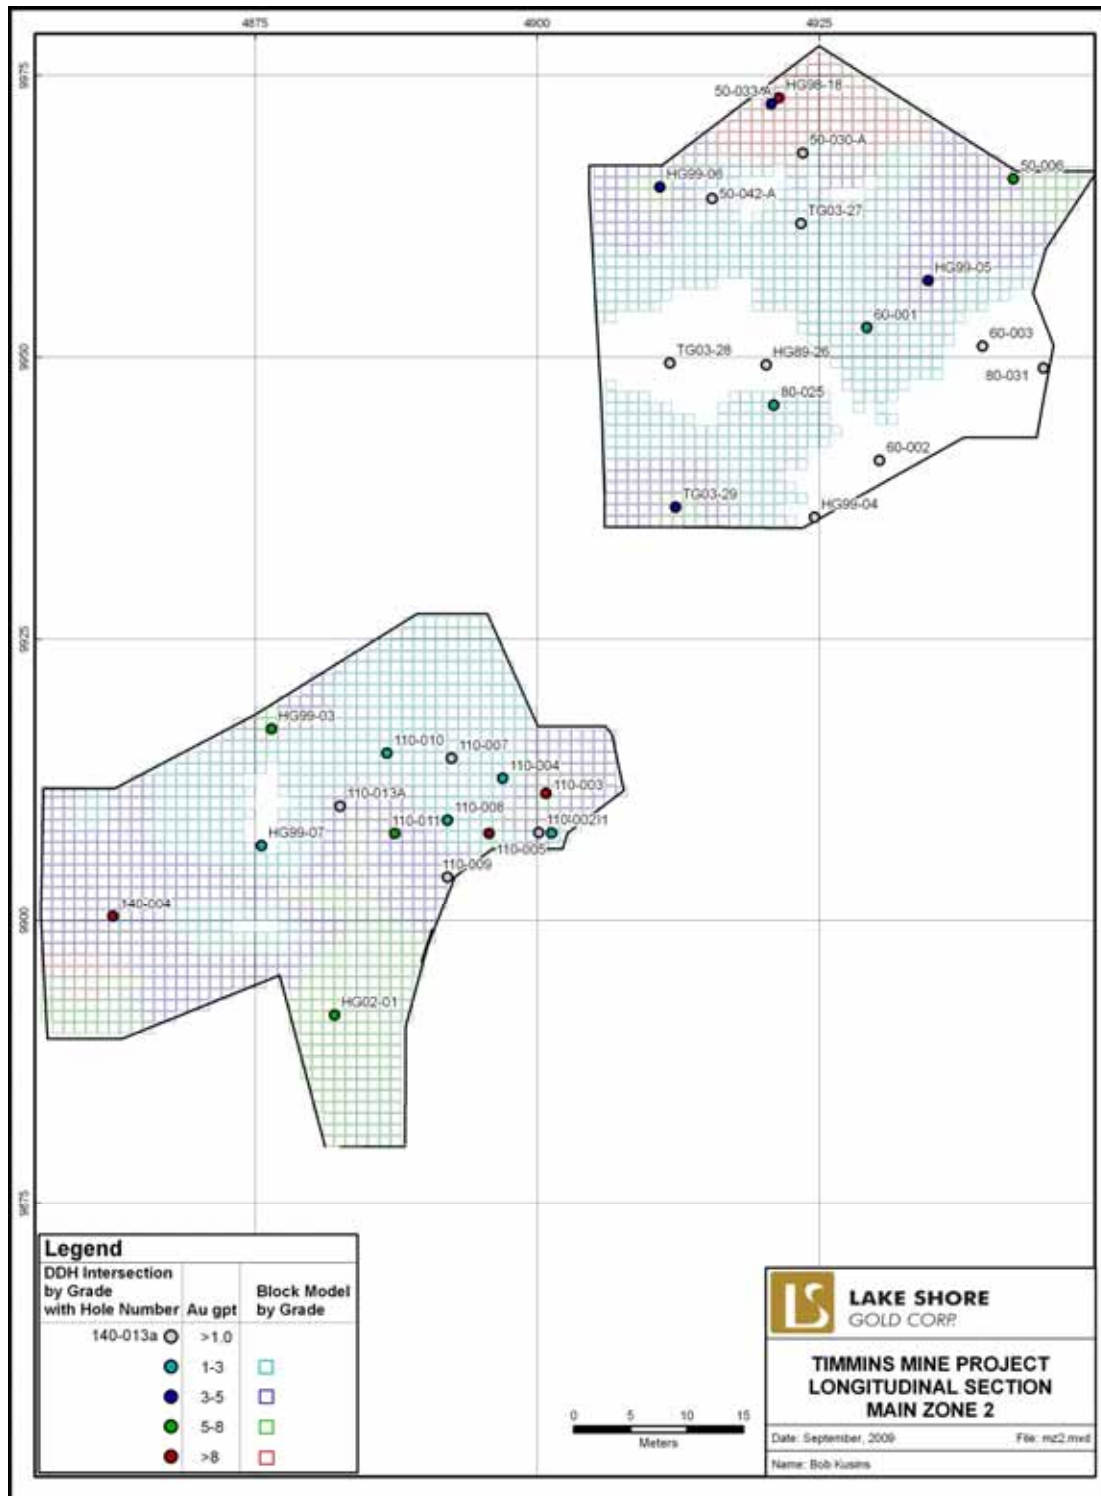 4875
4900
4925
9975
9950
9925
9900
9875
50-033-A
HG98-18
50-030-A
HG99-06
50-006
50-042-A
TG03-27
HG99-05
60-001
60-003
TG03-28
HG89-26
80-031
80-025
60-002
TG03-29
HG99-04
HG99-03
110-010
110-007
110-004
110-003
110-013A
110-008
110-011
HG99-07
110-005
110-009
140-004
HG02-01
Legend
DDH Intersection
by Grade
with Hole Number
Au gpt
Block Model
by Grade
140-013a
>1.0
1-3
3-5
5-8
>8
0 5 10 15
Meters
LS
LAKE SHORE
GOLD CORP.
TIMMINS MINE PROJECT
LONGITUDINAL SECTION
MAIN ZONE 2
Date: September, 2009
File: mz2.mxd
Name: Bob Kusins